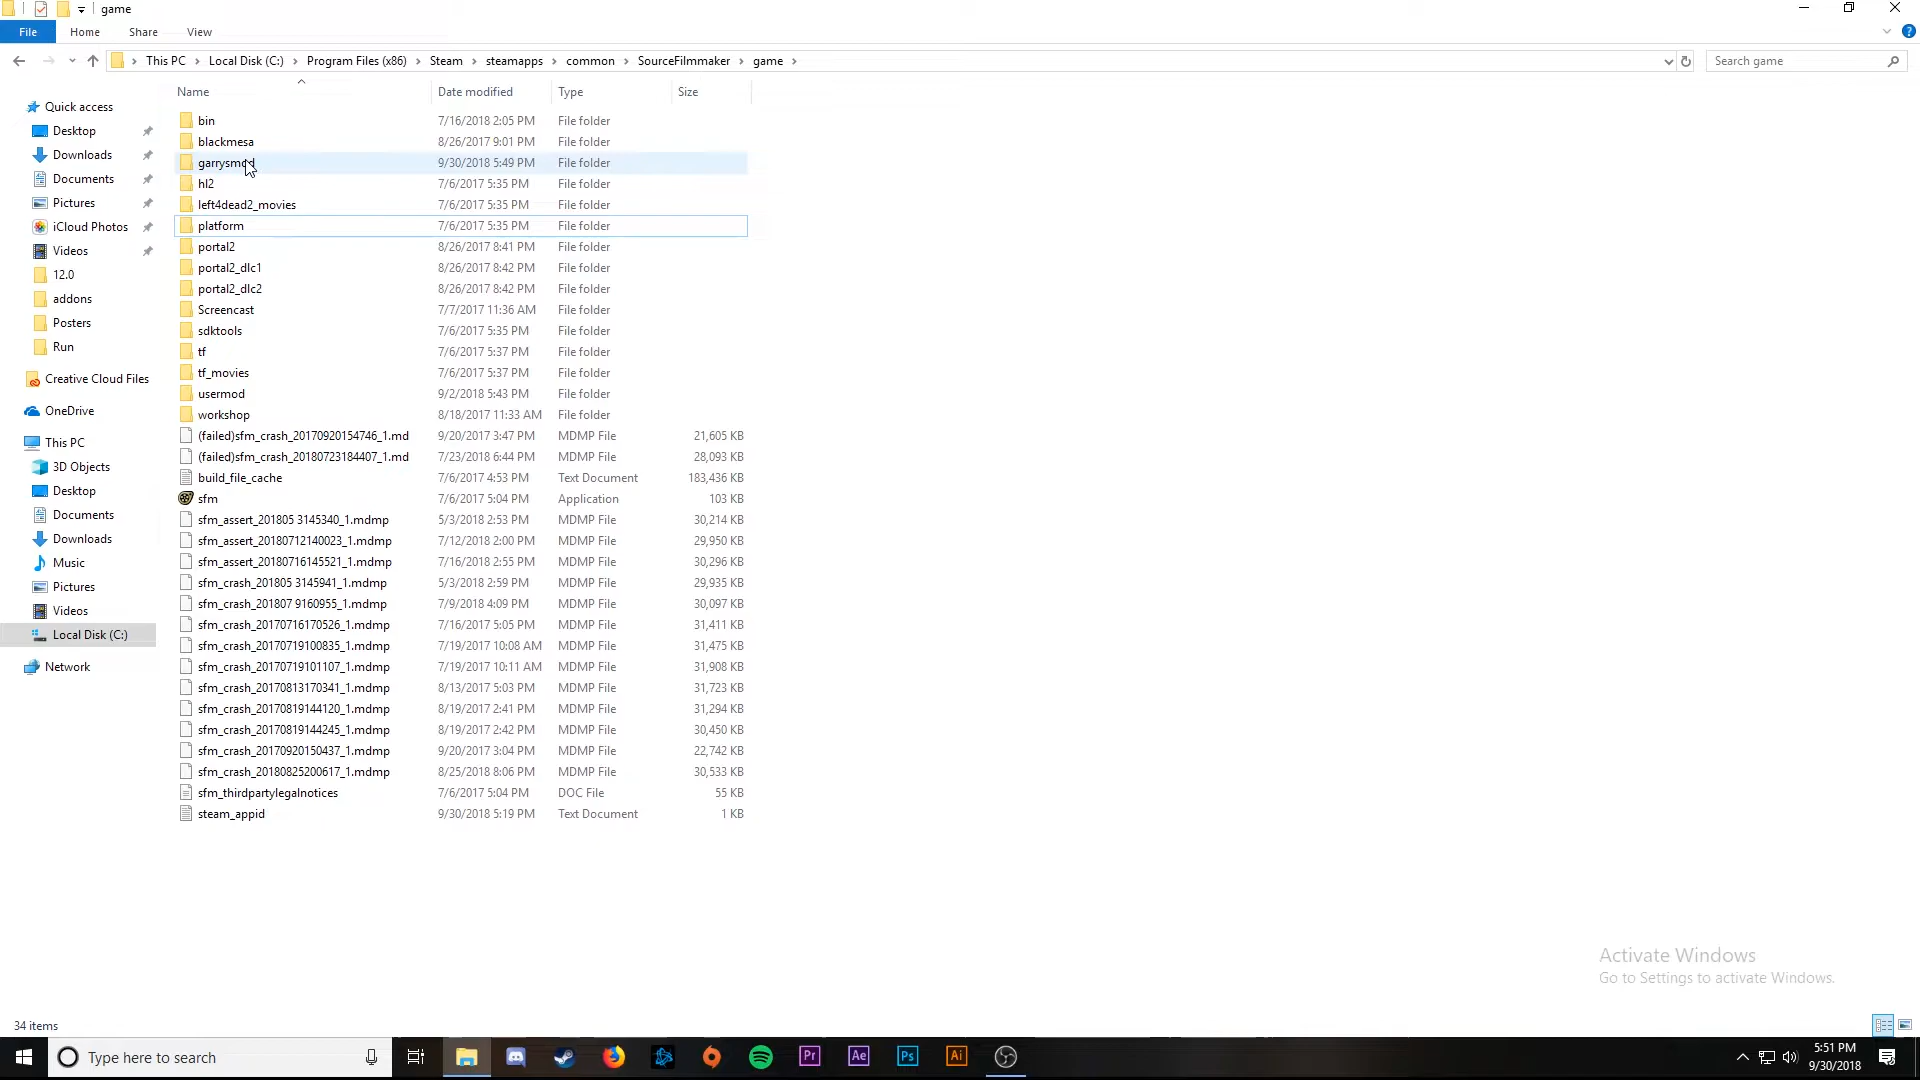 game
File Home Share View
This PC Local Disk (C:) Program Files (x86) Steam steamapps common SourceFilmmaker game
Search game
Name Date modified Type Size
Quick access
Desktop
Downloads
Documents
Pictures
iCloud Photos
Videos
12.0
addons
Posters
Run
Creative Cloud Files
OneDrive
This PC
3D Objects
Desktop
Documents
Downloads
Music
Pictures
Videos
Local Disk (C:)
Network
bin 7/16/2018 2:05 PM File folder
blackmesa 8/26/2017 9:01 PM File folder
garrysmod 9/30/2018 5:49 PM File folder
hl2 7/6/2017 5:35 PM File folder
left4dead2_movies 7/6/2017 5:35 PM File folder
platform 7/6/2017 5:35 PM File folder
portal2 8/26/2017 8:41 PM File folder
portal2_dlc1 8/26/2017 8:42 PM File folder
portal2_dlc2 8/26/2017 8:42 PM File folder
Screencast 7/7/2017 11:36 AM File folder
sdktools 7/6/2017 5:35 PM File folder
tf 7/6/2017 5:37 PM File folder
tf_movies 7/6/2017 5:37 PM File folder
usermod 9/2/2018 5:43 PM File folder
workshop 8/18/2017 11:33 AM File folder
(failed)sfm_crash_20170920154746_1.md 9/20/2017 3:47 PM MDMP File 21,605 KB
(failed)sfm_crash_20180723184407_1.md 7/23/2018 6:44 PM MDMP File 28,093 KB
build_file_cache 7/6/2017 4:53 PM Text Document 183,436 KB
sfm 7/6/2017 5:04 PM Application 103 KB
sfm_assert_201805 3145340_1.mdmp 5/3/2018 2:53 PM MDMP File 30,214 KB
sfm_assert_20180712140023_1.mdmp 7/12/2018 2:00 PM MDMP File 29,950 KB
sfm_assert_20180716145521_1.mdmp 7/16/2018 2:55 PM MDMP File 30,296 KB
sfm_crash_201805 3145941_1.mdmp 5/3/2018 2:59 PM MDMP File 29,935 KB
sfm_crash_201807 9160955_1.mdmp 7/9/2018 4:09 PM MDMP File 30,097 KB
sfm_crash_20170716170526_1.mdmp 7/16/2017 5:05 PM MDMP File 31,411 KB
sfm_crash_20170719100835_1.mdmp 7/19/2017 10:08 AM MDMP File 31,475 KB
sfm_crash_20170719101107_1.mdmp 7/19/2017 10:11 AM MDMP File 31,908 KB
sfm_crash_20170813170341_1.mdmp 8/13/2017 5:03 PM MDMP File 31,723 KB
sfm_crash_20170819144120_1.mdmp 8/19/2017 2:41 PM MDMP File 31,294 KB
sfm_crash_20170819144245_1.mdmp 8/19/2017 2:42 PM MDMP File 30,450 KB
sfm_crash_20170920150437_1.mdmp 9/20/2017 3:04 PM MDMP File 22,742 KB
sfm_crash_20180825200617_1.mdmp 8/25/2018 8:06 PM MDMP File 30,533 KB
sfm_thirdpartylegalnotices 7/6/2017 5:04 PM DOC File 55 KB
steam_appid 9/30/2018 5:19 PM Text Document 1 KB
Activate Windows
Go to Settings to activate Windows.
34 items
Type here to search
Pr Ae Ps Ai
5:51 PM
9/30/2018